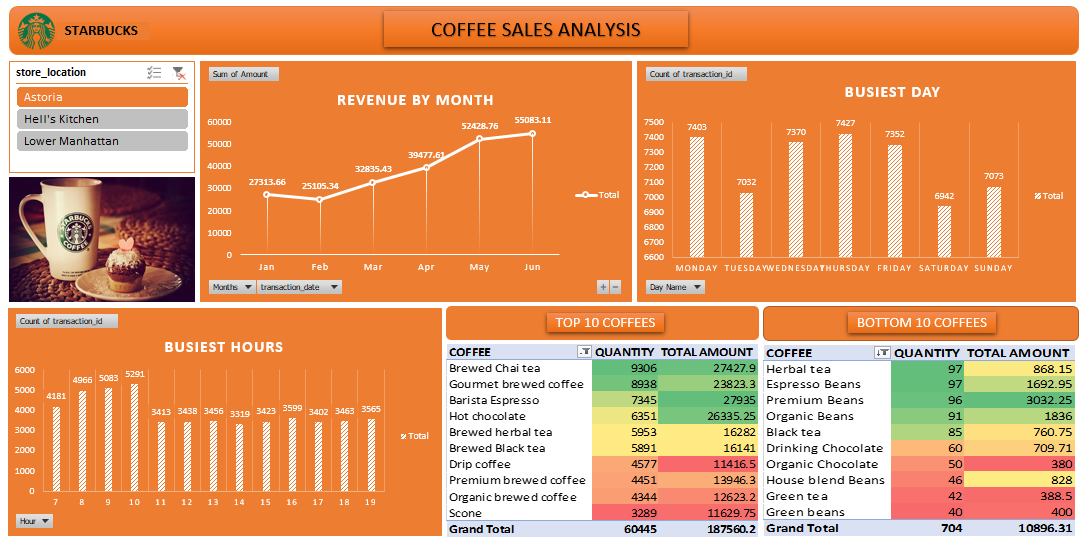 STARBUCKS
COFFEE SALES ANALYSIS
store_location
Astoria
Hell's Kitchen
Lower Manhattan
STARBUCKS
COFFEE
Sum of Amount
REVENUE BY MONTH
60000
50000
40000
30000
20000
10000
0
27313.66
25105.34
32835.43
39477.61
52428.76
55083.11
Jan Feb Mar Apr May Jun
Total
Months transaction_date
+ −
Count of transaction_id
BUSIEST DAY
7500
7400
7300
7200
7100
7000
6900
6800
6700
6600
7403
7032
7370
7427
7352
6942
7073
MONDAY TUESDAY WEDNESDAY THURSDAY FRIDAY SATURDAY SUNDAY
Total
Day Name
Count of transaction_id
BUSIEST HOURS
6000
5000
4000
3000
2000
1000
0
4181 4966 5083 5291 3413 3438 3456 3319 3423 3599 3402 3463 3565
7 8 9 10 11 12 13 14 15 16 17 18 19
Total
Hour
TOP 10 COFFEES
COFFEE QUANTITY TOTAL AMOUNT
Brewed Chai tea 9306 27427.9
Gourmet brewed coffee 8938 23823.3
Barista Espresso 7345 27935
Hot chocolate 6351 26335.25
Brewed herbal tea 5953 16282
Brewed Black tea 5891 16141
Drip coffee 4577 11416.5
Premium brewed coffee 4451 13946.3
Organic brewed coffee 4344 12623.2
Scone 3289 11629.75
Grand Total 60445 187560.2
BOTTOM 10 COFFEES
COFFEE QUANTITY TOTAL AMOUNT
Herbal tea 97 868.15
Espresso Beans 97 1692.95
Premium Beans 96 3032.25
Organic Beans 91 1836
Black tea 85 760.75
Drinking Chocolate 60 709.71
Organic Chocolate 50 380
House blend Beans 46 828
Green tea 42 388.5
Green beans 40 400
Grand Total 704 10896.31